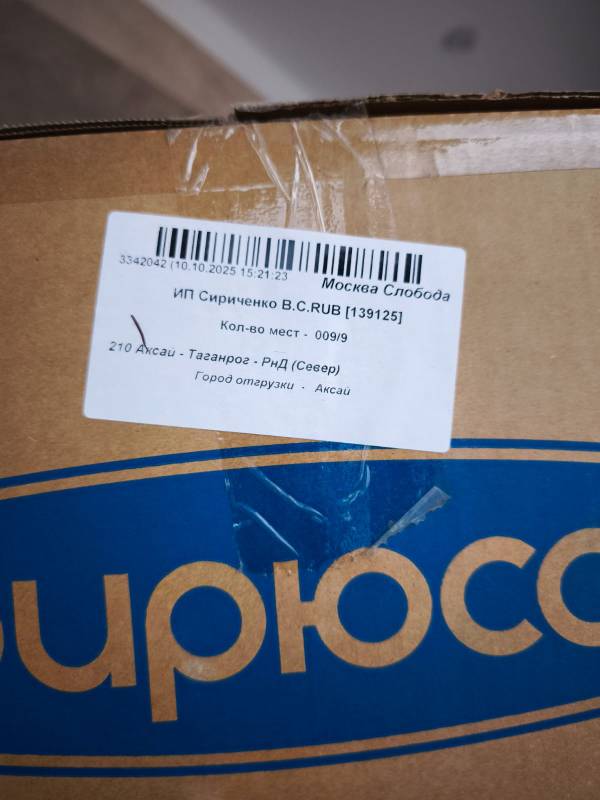 3342042 (10.10.2025 15:21:23
Москва Слобода
ИП Сириченко В.С.RUB [139125]
Кол-во мест - 009/9
210 Аксай - Таганрог - РнД (Север)
Город отгрузки - Аксай
бирюса